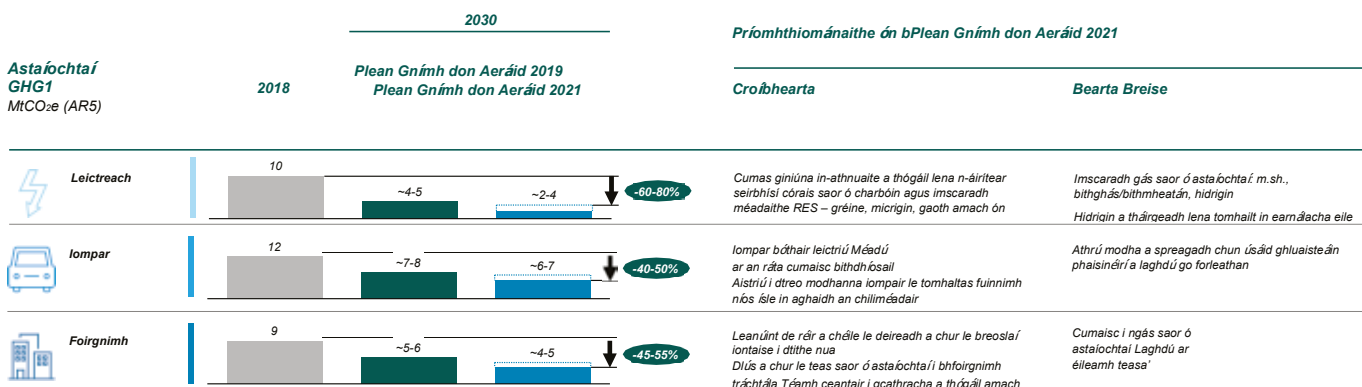 2030
Príomhthiománaithe ón bPlean Gnímh don Aeráid 2021
Astaíochtaí
GHG1
MtCO2e (AR5)
2018
Plean Gnímh don Aeráid 2019
Plean Gnímh don Aeráid 2021
Croíbhearta
Bearta Breise
Leictreach
10
~4-5
~2-4
-60-80%
Cumas giniúna in-athnuaite a thógáil lena n-áirítear
seirbhísí córais saor ó charbóin agus imscaradh
méadaithe RES – gréine, micrigin, gaoth amach ón
Imscaradh gás saor ó astaíochtaí: m.sh.,
bithghás/bithmheatán, hidrigin
Hidrigin a tháirgeadh lena tomhailt in earnálacha eile
Iompar
12
~7-8
~6-7
-40-50%
Iompar bóthair leictriú Méadú
ar an ráta cumaisc bithdhíosail
Aistriú i dtreo modhanna iompair le tomhaltas fuinnimh
níos ísle in aghaidh an chiliméadair
Athrú modha a spreagadh chun úsáid ghluaisteáin
phaisinéirí a laghdú go forleathan
Foirgnimh
9
~5-6
~4-5
-45-55%
Leanúint de réir a chéile le deireadh a chur le breoslaí
iontaise i dtithe nua
Dlús a chur le teas saor ó astaíochtaí i bhfoirgnimh
tráchtála Téamh ceantair i gcathracha a thógáil amach
Cumaisc i ngás saor ó
astaíochtaí Laghdú ar
éileamh teasa'